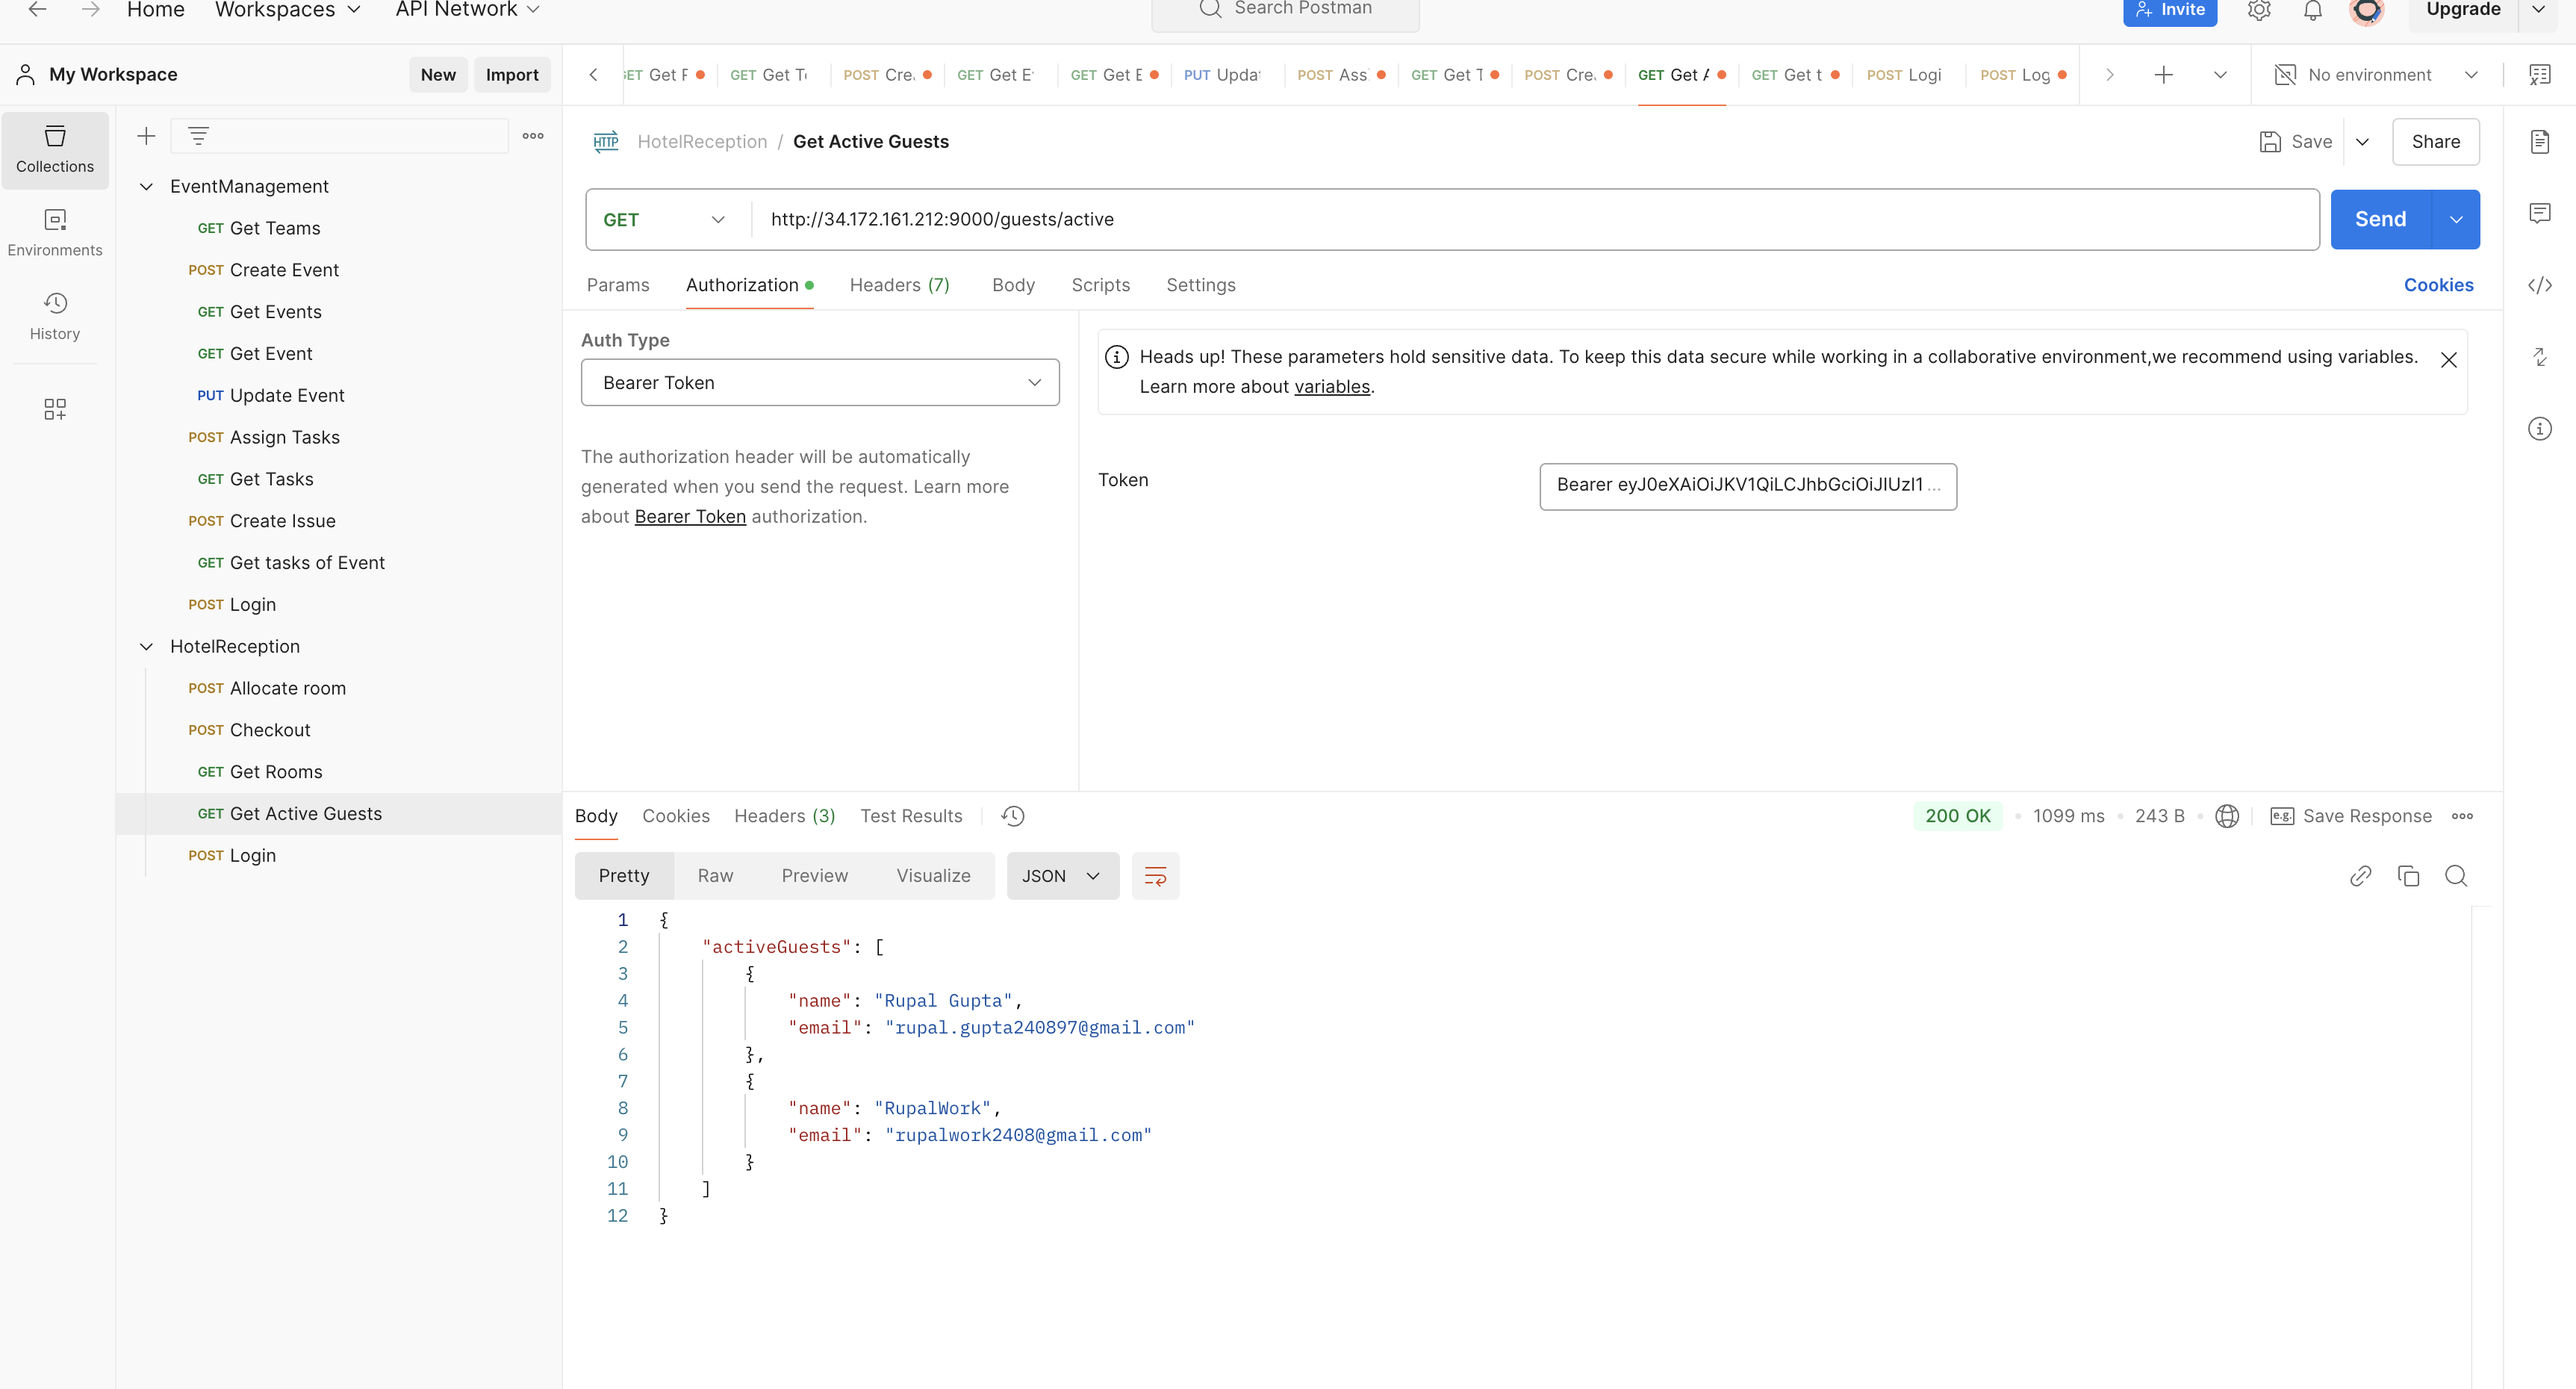 Home Workspaces API Network Search Postman Invite Upgrade
My Workspace New Import
GET Get F GET Get T POST Cre GET Get E GET Get E PUT Updat POST Ass GET Get T POST Cre GET Get A GET Get t POST Logi POST Log No environment
Collections
Environments
History
EventManagement
GET Get Teams
POST Create Event
GET Get Events
GET Get Event
PUT Update Event
POST Assign Tasks
GET Get Tasks
POST Create Issue
GET Get tasks of Event
POST Login
HotelReception
POST Allocate room
POST Checkout
GET Get Rooms
GET Get Active Guests
POST Login
HTTP HotelReception / Get Active Guests Save Share
GET http://34.172.161.212:9000/guests/active Send
Params Authorization Headers (7) Body Scripts Settings Cookies
Auth Type
Bearer Token
The authorization header will be automatically
generated when you send the request. Learn more
about Bearer Token authorization.
Heads up! These parameters hold sensitive data. To keep this data secure while working in a collaborative environment,we recommend using variables.
Learn more about variables.
Token Bearer eyJ0eXAiOiJKV1QiLCJhbGciOiJIUzI1...
Body Cookies Headers (3) Test Results 200 OK • 1099 ms • 243 B • e.g. Save Response
Pretty Raw Preview Visualize JSON
1 {
2 "activeGuests": [
3 {
4 "name": "Rupal Gupta",
5 "email": "rupal.gupta240897@gmail.com"
6 },
7 {
8 "name": "RupalWork",
9 "email": "rupalwork2408@gmail.com"
10 }
11 ]
12 }